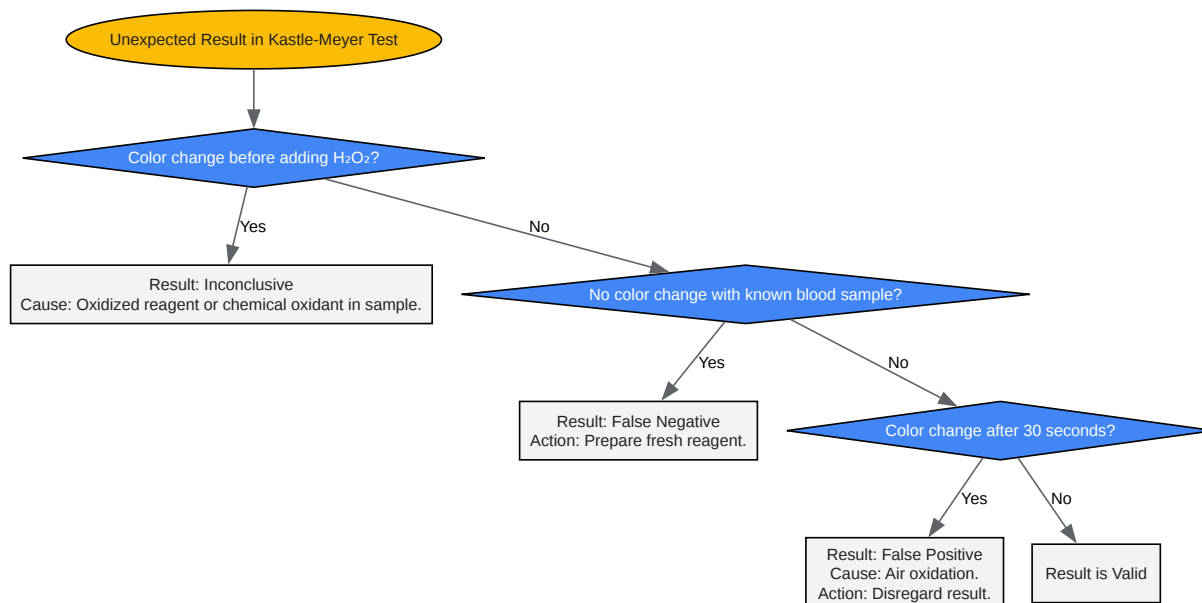 Unexpected Result in Kastle-Meyer Test
Color change before adding H₂O₂?
Yes
No
Result: Inconclusive
Cause: Oxidized reagent or chemical oxidant in sample.
No color change with known blood sample?
Yes
No
Result: False Negative
Action: Prepare fresh reagent.
Color change after 30 seconds?
Yes
No
Result: False Positive
Cause: Air oxidation.
Action: Disregard result.
Result is Valid